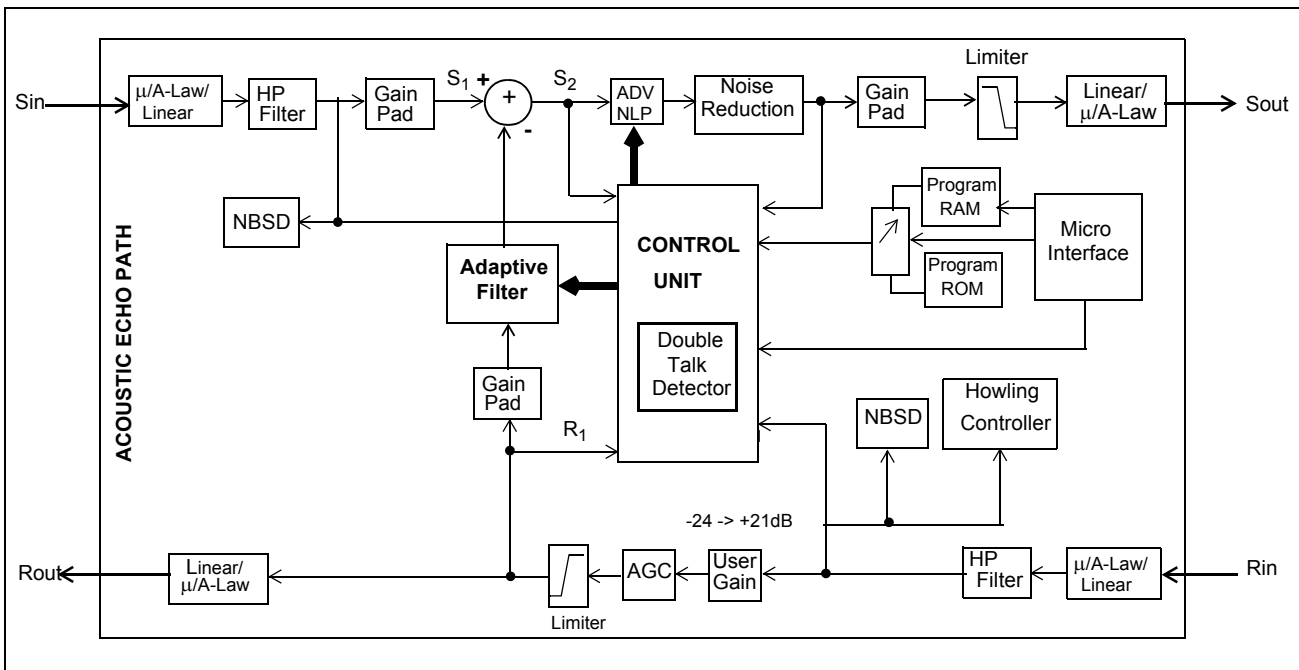 Limiter
S1 +
S2
Sin
μ/A-Law/
Linear
HP
Filter
Gain
Pad
+
-
ADV
NLP
Noise
Reduction
Gain
Pad
Linear/
μ/A-Law
Sout
NBSD
ACOUSTIC ECHO PATH
Adaptive
Filter
CONTROL
UNIT
Double
Talk
Detector
Program
RAM
Program
ROM
Micro
Interface
Gain
Pad
R1
NBSD
Howling
Controller
-24 -> +21dB
Rout
Linear/
μ/A-Law
Limiter
AGC
User
Gain
HP
Filter
μ/A-Law/
Linear
Rin